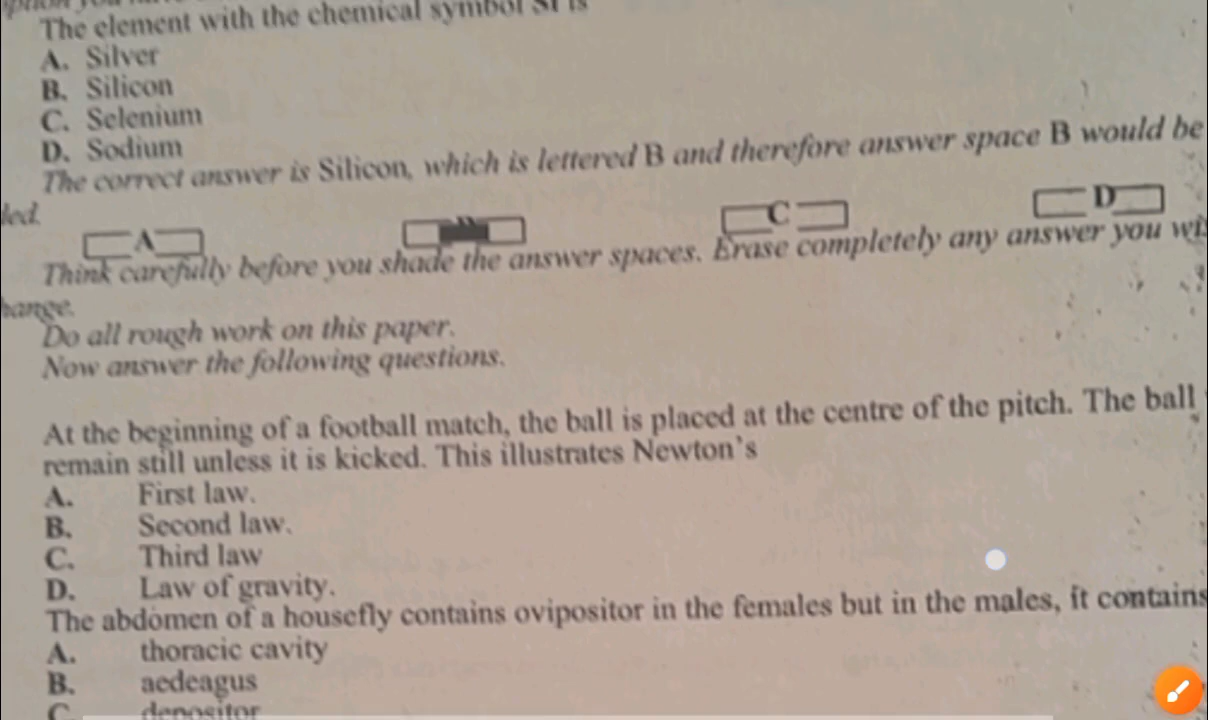 The element with the chemical symbol Si is
A. Silver
B. Silicon
C. Selenium
D. Sodium
The correct answer is Silicon, which is lettered B and therefore answer space B would be
A B C D
Think carefully before you shade the answer spaces. Erase completely any answer you
Do all rough work on this paper.
Now answer the following questions.
At the beginning of a football match, the ball is placed at the centre of the pitch. The ball
remain still unless it is kicked. This illustrates Newton's
A. First law.
B. Second law.
C. Third law
D. Law of gravity.
The abdomen of a housefly contains ovipositor in the females but in the males, it contains
A. thoracic cavity
B. aedeagus
C. depositor